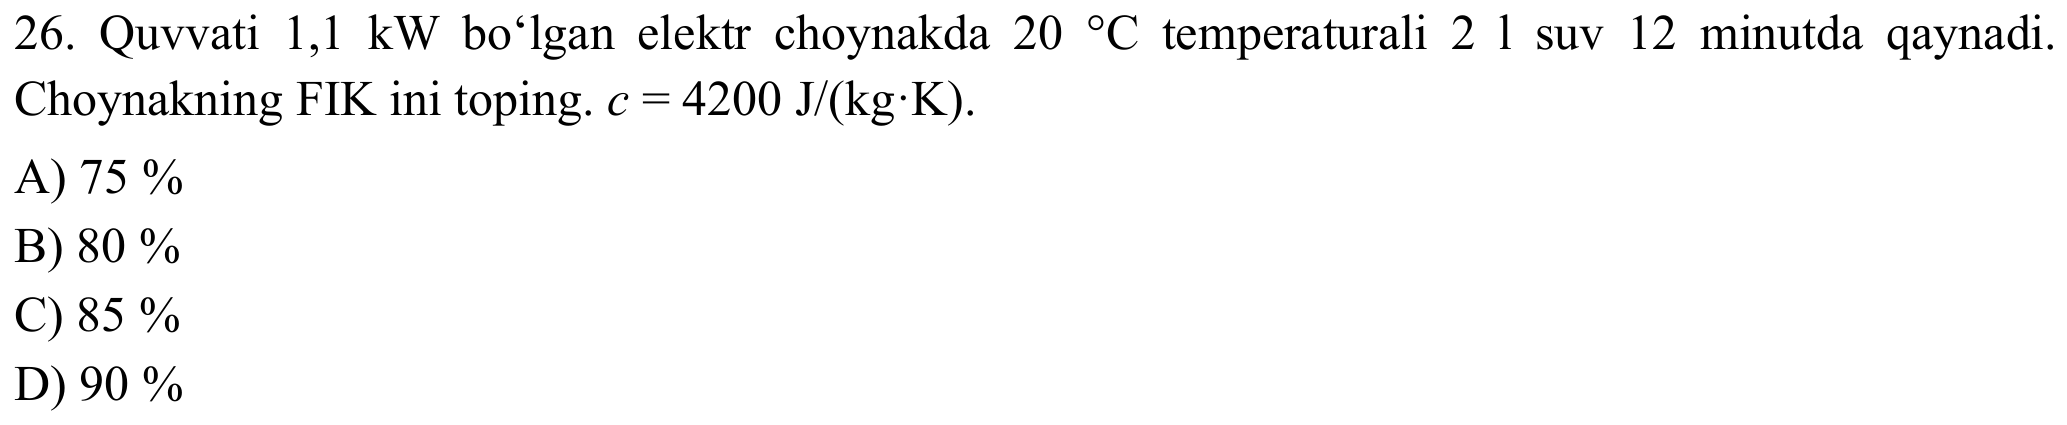 26. Quvvati 1,1 kW bo‘lgan elektr choynakda 20 °C temperaturali 2 l suv 12 minutda qaynadi.
Choynakning FIK ini toping. c = 4200 J/(kg·K).
A) 75 %
B) 80 %
C) 85 %
D) 90 %